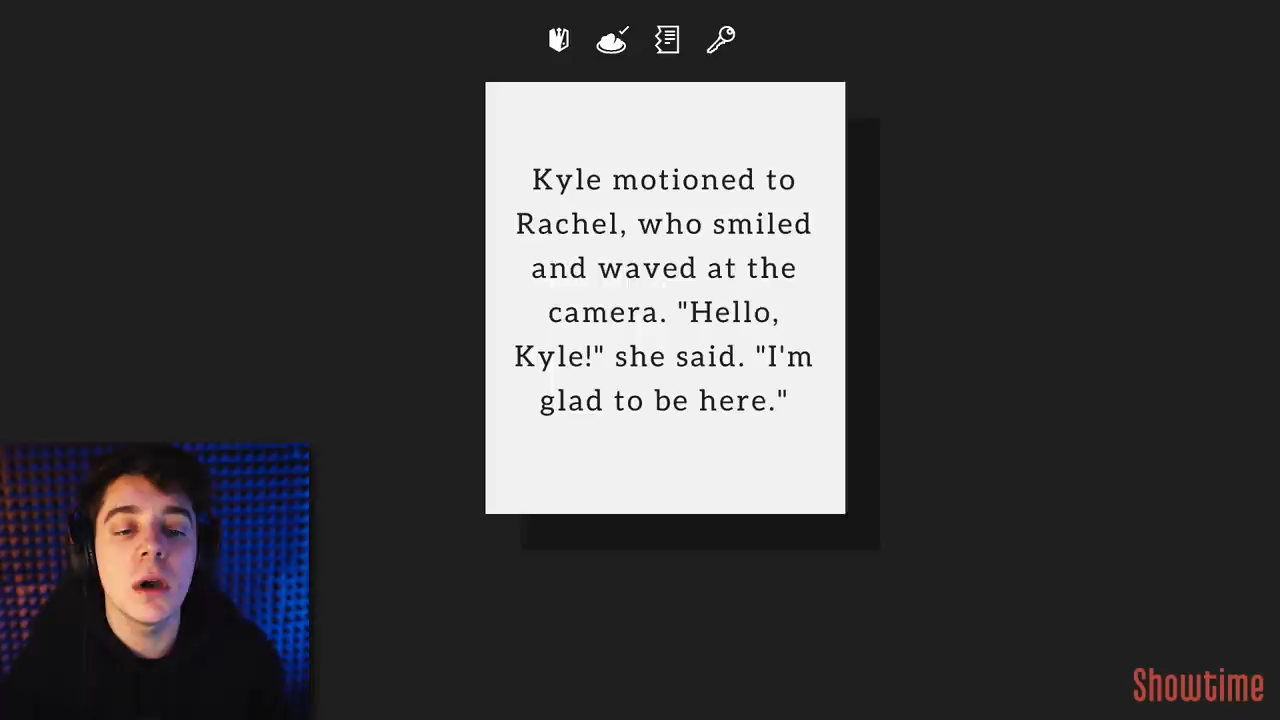 Kyle motioned to
Rachel, who smiled
and waved at the
camera. "Hello,
Kyle!" she said. "I'm
glad to be here."
Showtime